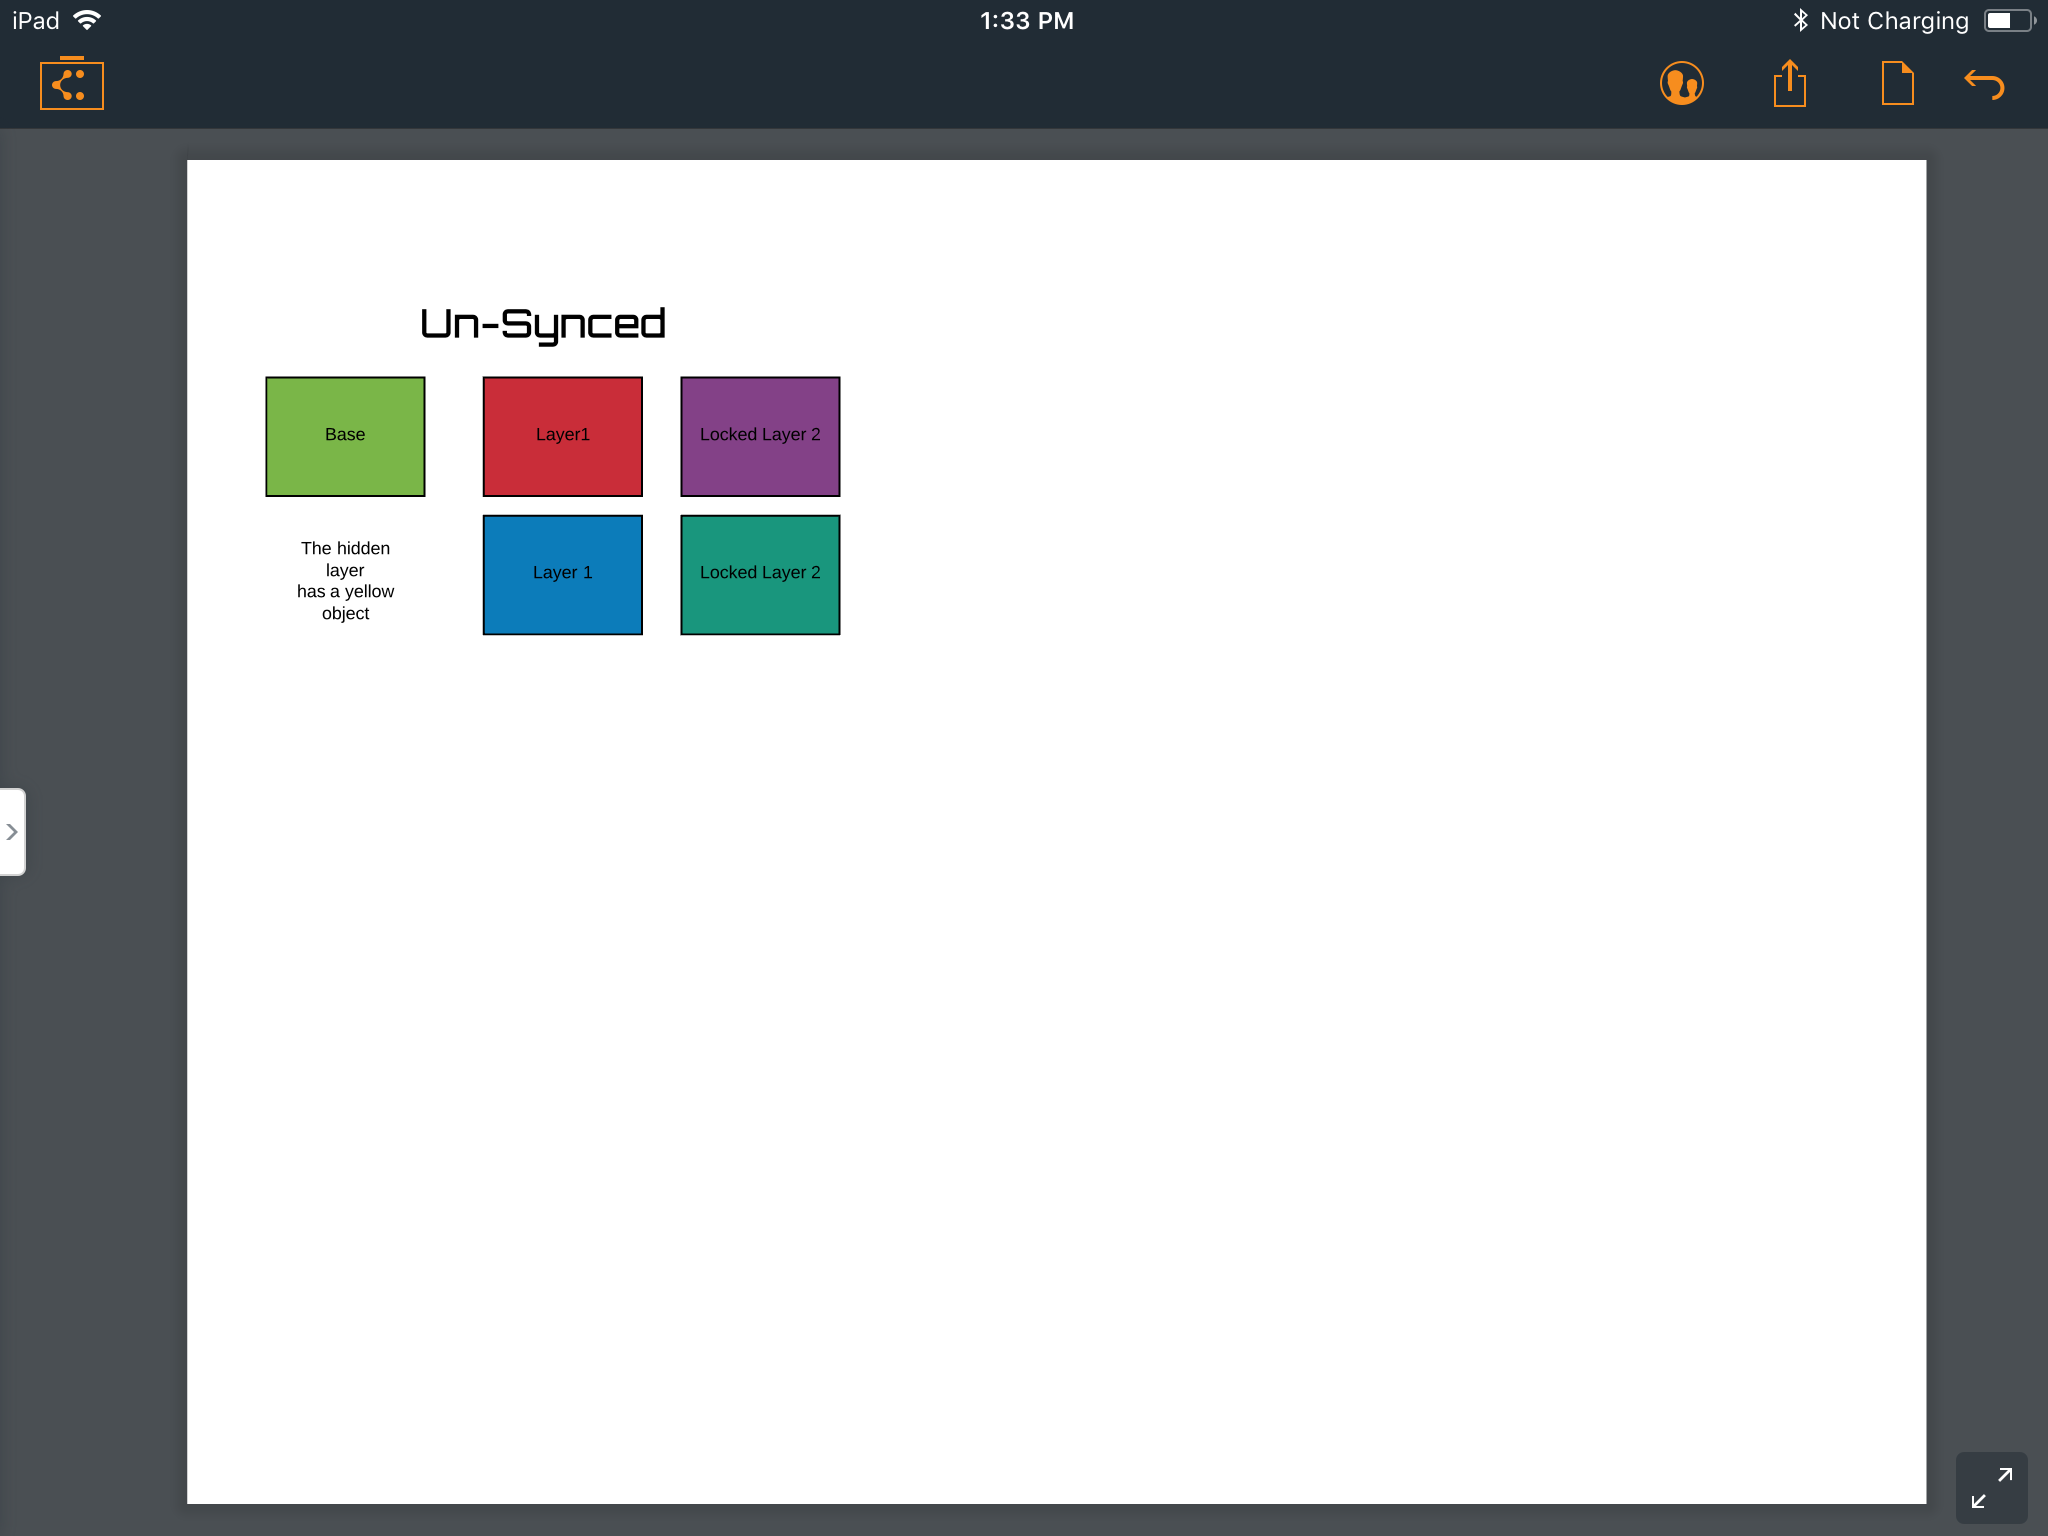 iPad 1:33 PM Not Charging
Un-Synced
Base Layer1 Locked Layer 2
The hidden
layer
has a yellow
object
Layer 1 Locked Layer 2